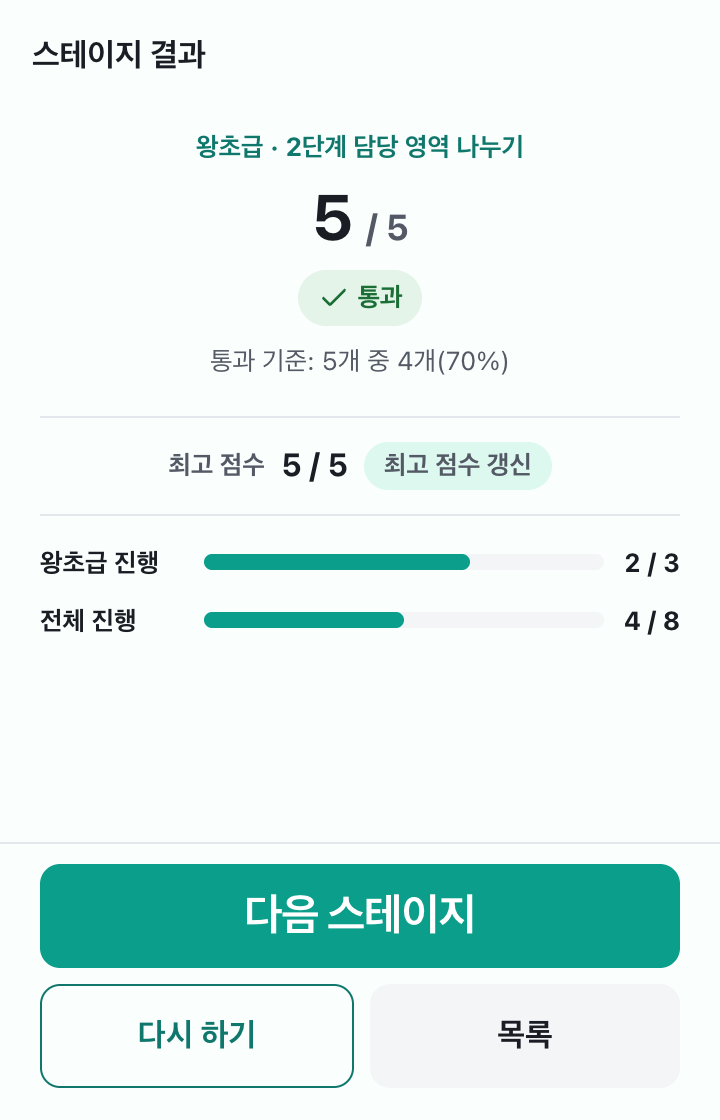 스테이지 결과
왕초급 · 2단계 담당 영역 나누기
5 / 5
통과
통과 기준: 5개 중 4개(70%)
최고 점수 5 / 5 최고 점수 갱신
왕초급 진행 2 / 3
전체 진행 4 / 8
다음 스테이지
다시 하기 목록